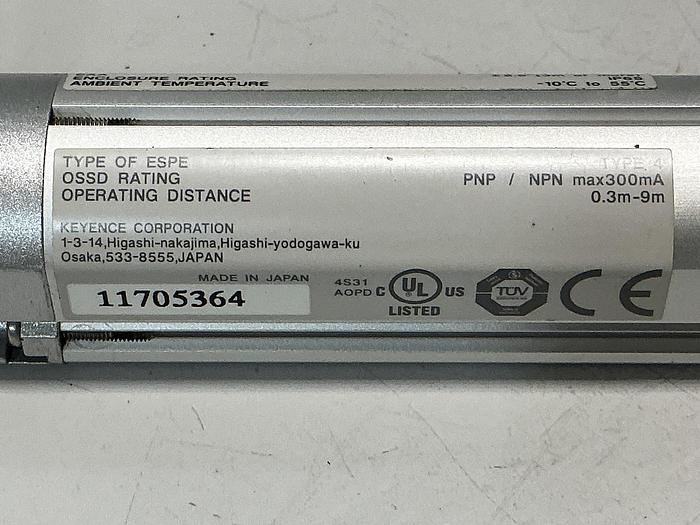 ENCLOSURE RATING IP65
AMBIENT TEMPERATURE -10°C to 55°C
TYPE OF ESPE TYPE 4
OSSD RATING PNP / NPN max300mA
OPERATING DISTANCE 0.3m-9m
KEYENCE CORPORATION
1-3-14,Higashi-nakajima,Higashi-yodogawa-ku
Osaka,533-8555,JAPAN
MADE IN JAPAN
11705364
4S31
AOPD
C UL US
LISTED
TÜV
CE